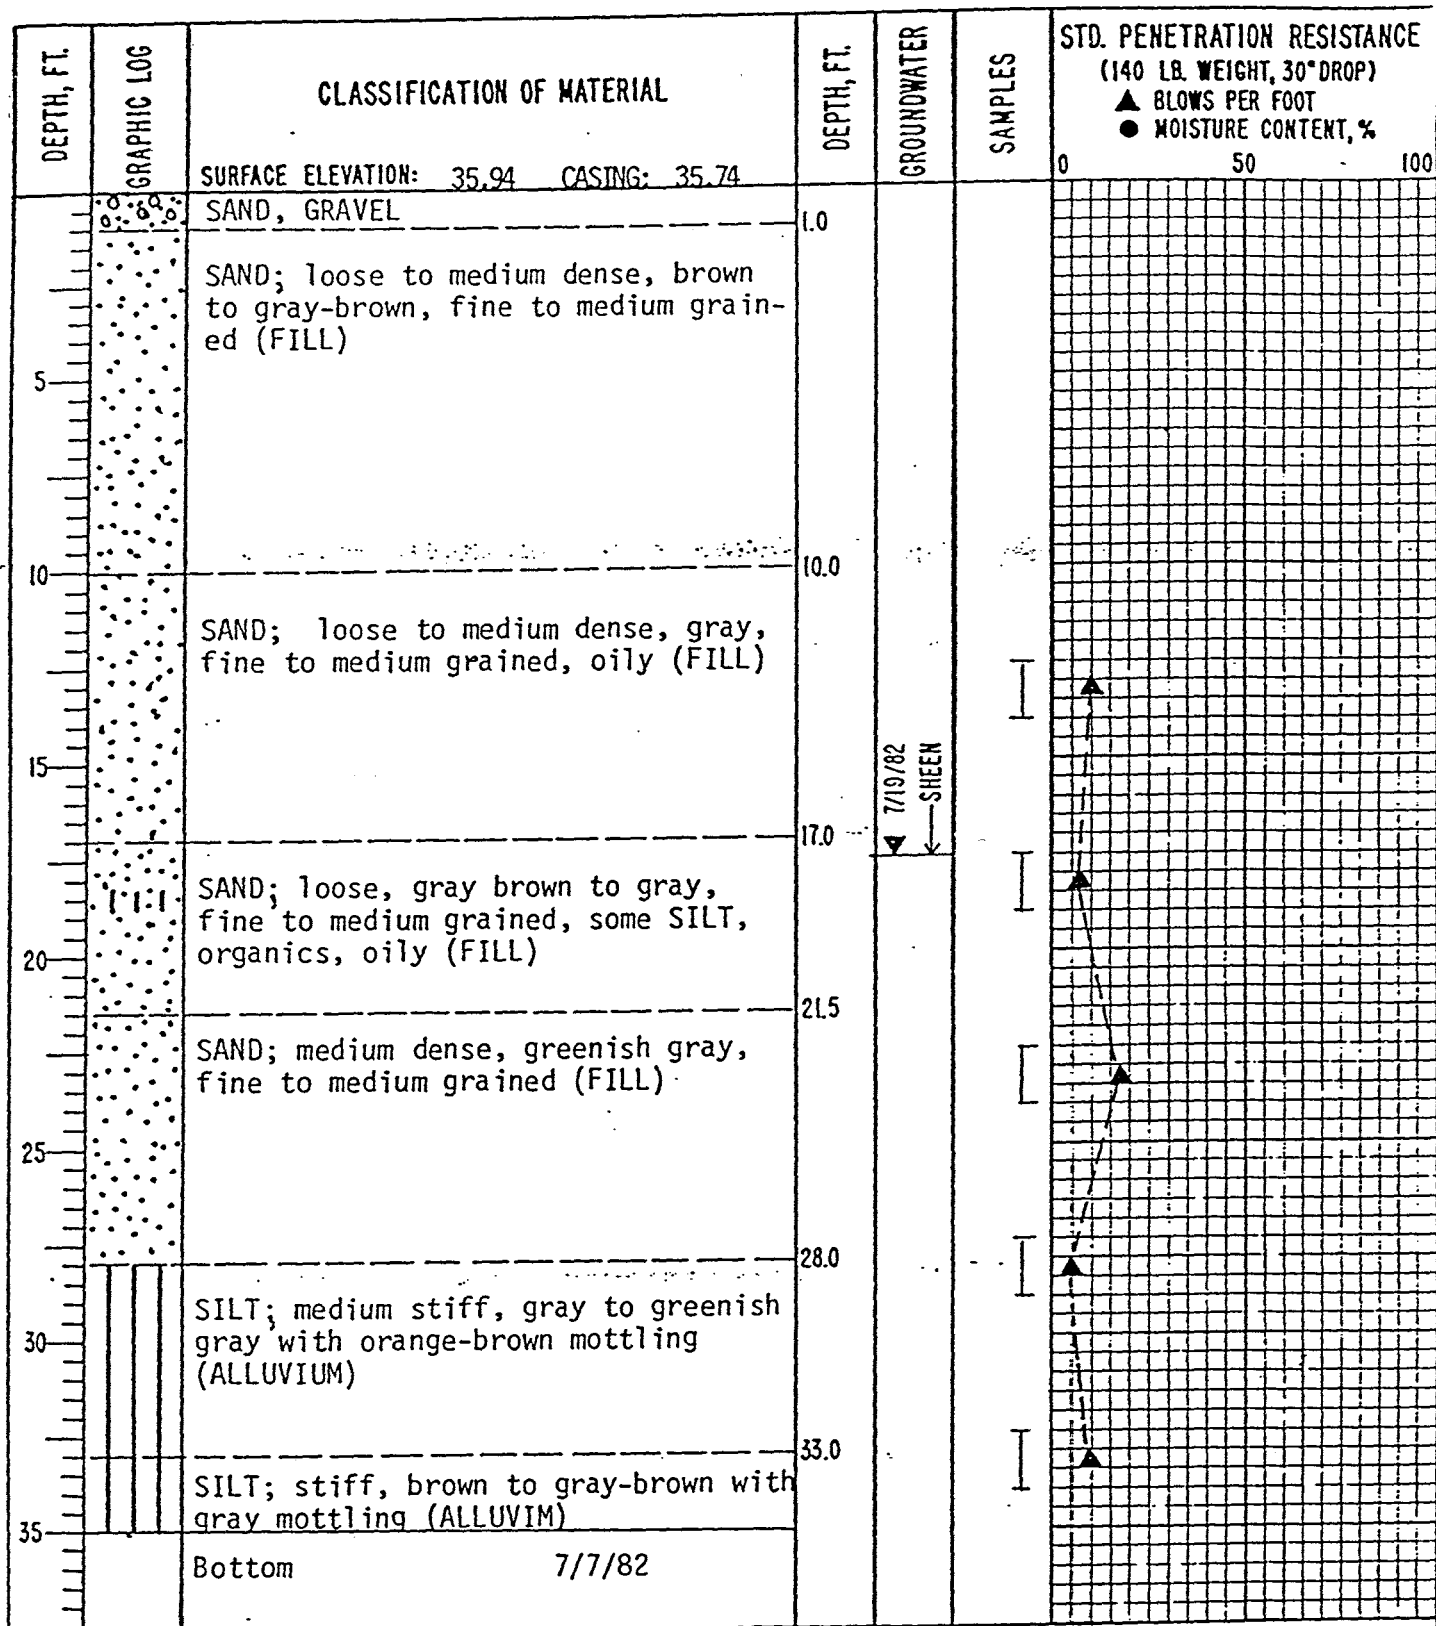 DEPTH, FT.
GRAPHIC LOG
CLASSIFICATION OF MATERIAL
SURFACE ELEVATION: 35.94 CASING: 35.74
DEPTH, FT.
GROUNDWATER
SAMPLES
STD. PENETRATION RESISTANCE
(140 LB. WEIGHT, 30" DROP)
▲ BLOWS PER FOOT
● MOISTURE CONTENT, %
0 50 100
SAND, GRAVEL
1.0
SAND; loose to medium dense, brown
to gray-brown, fine to medium grain-
ed (FILL)
5
10
10.0
SAND; loose to medium dense, gray,
fine to medium grained, oily (FILL)
15
7/19/82
SHEEN
17.0
SAND; loose, gray brown to gray,
fine to medium grained, some SILT,
organics, oily (FILL)
20
21.5
SAND; medium dense, greenish gray,
fine to medium grained (FILL)
25
28.0
SILT; medium stiff, gray to greenish
gray with orange-brown mottling
(ALLUVIUM)
30
33.0
SILT; stiff, brown to gray-brown with
gray mottling (ALLUVIM)
35
Bottom 7/7/82